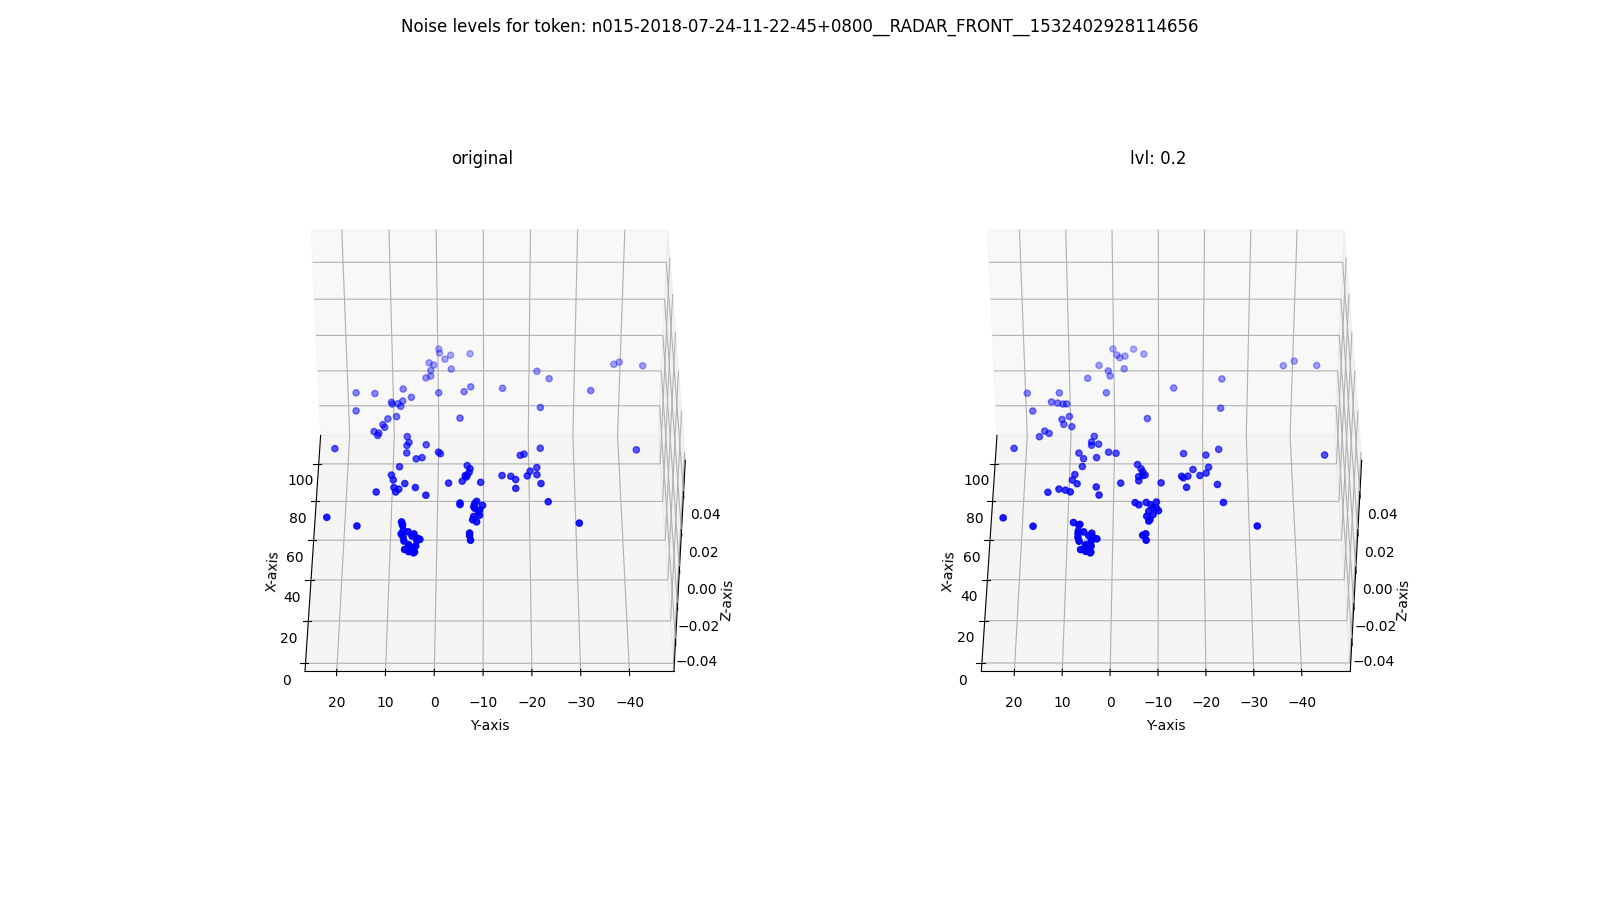 Noise levels for token: n015-2018-07-24-11-22-45+0800__RADAR_FRONT__1532402928114656
original
100
80
60
40
20
0
X-axis
20 10 0 −10 −20 −30 −40
Y-axis
0.04
0.02
0.00
−0.02
−0.04
Z-axis
lvl: 0.2
100
80
60
40
20
0
X-axis
20 10 0 −10 −20 −30 −40
Y-axis
0.04
0.02
0.00
−0.02
−0.04
Z-axis